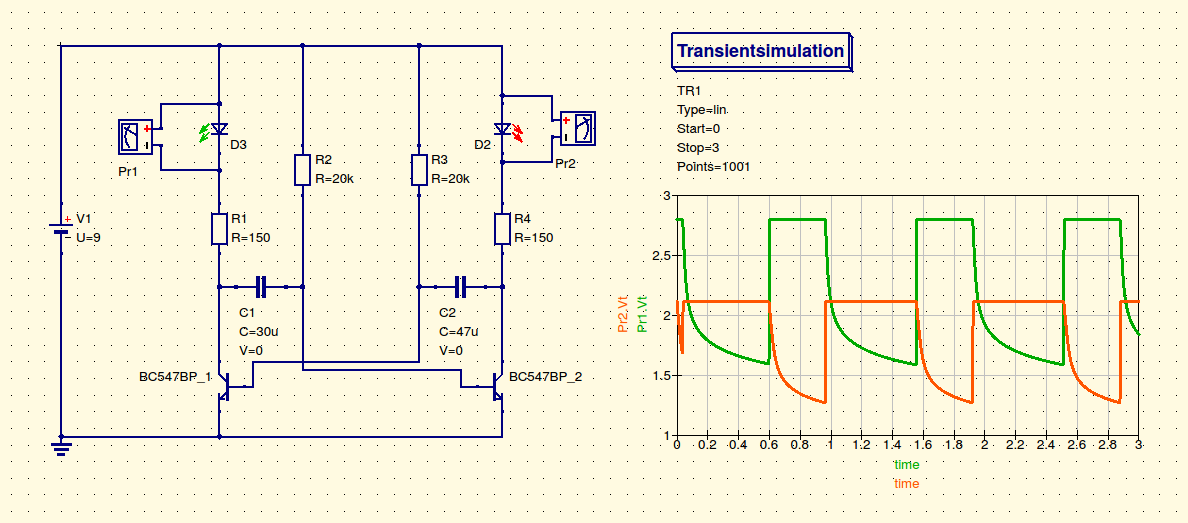 Transientsimulation
TR1
Type=lin
Start=0
Stop=3
Points=1001
D3
D2
Pr1
Pr2
R2
R=20k
R3
R=20k
V1
U=9
R1
R=150
R4
R=150
C1
C=30u
V=0
C2
C=47u
V=0
BC547BP_1
BC547BP_2
3
2.5
2
1.5
1
Pr2.Vt
Pr1.Vt
0 0.2 0.4 0.6 0.8 1 1.2 1.4 1.6 1.8 2 2.2 2.4 2.6 2.8 3
time
time